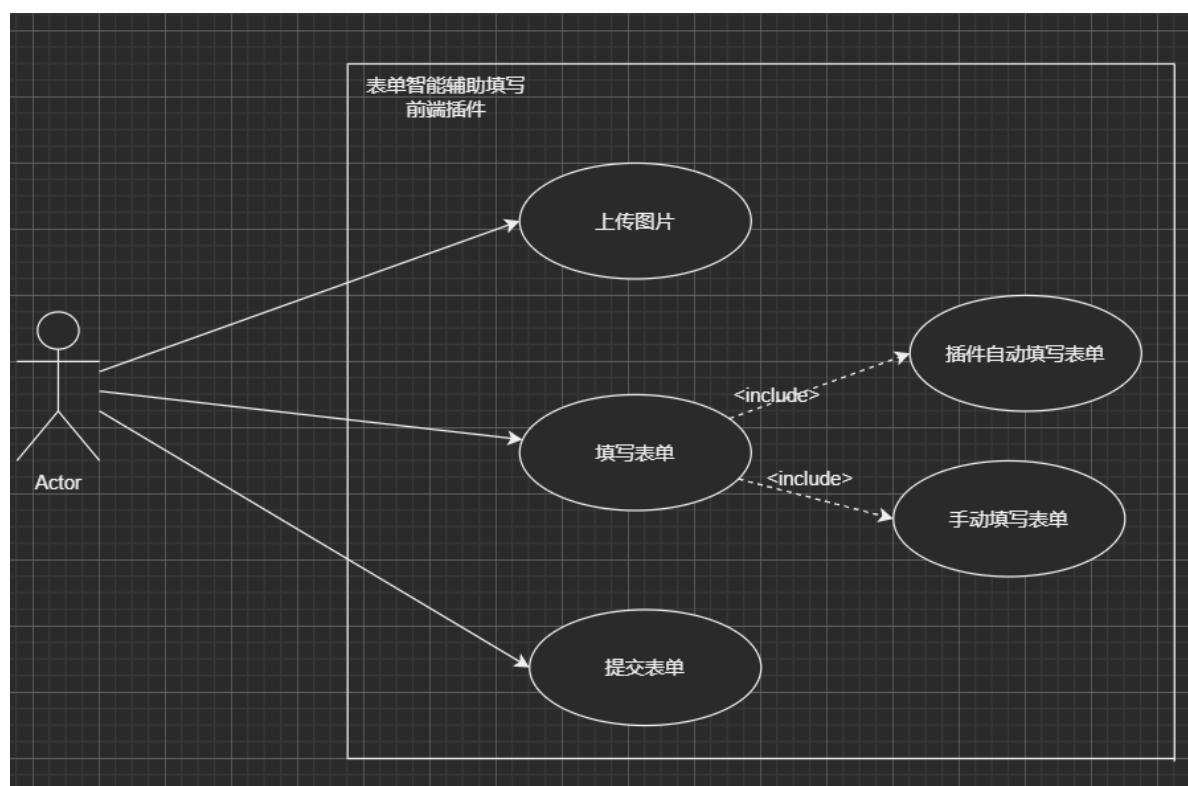 表单智能辅助填写
前端插件
上传图片
插件自动填写表单
<include>
填写表单
<include>
手动填写表单
Actor
提交表单